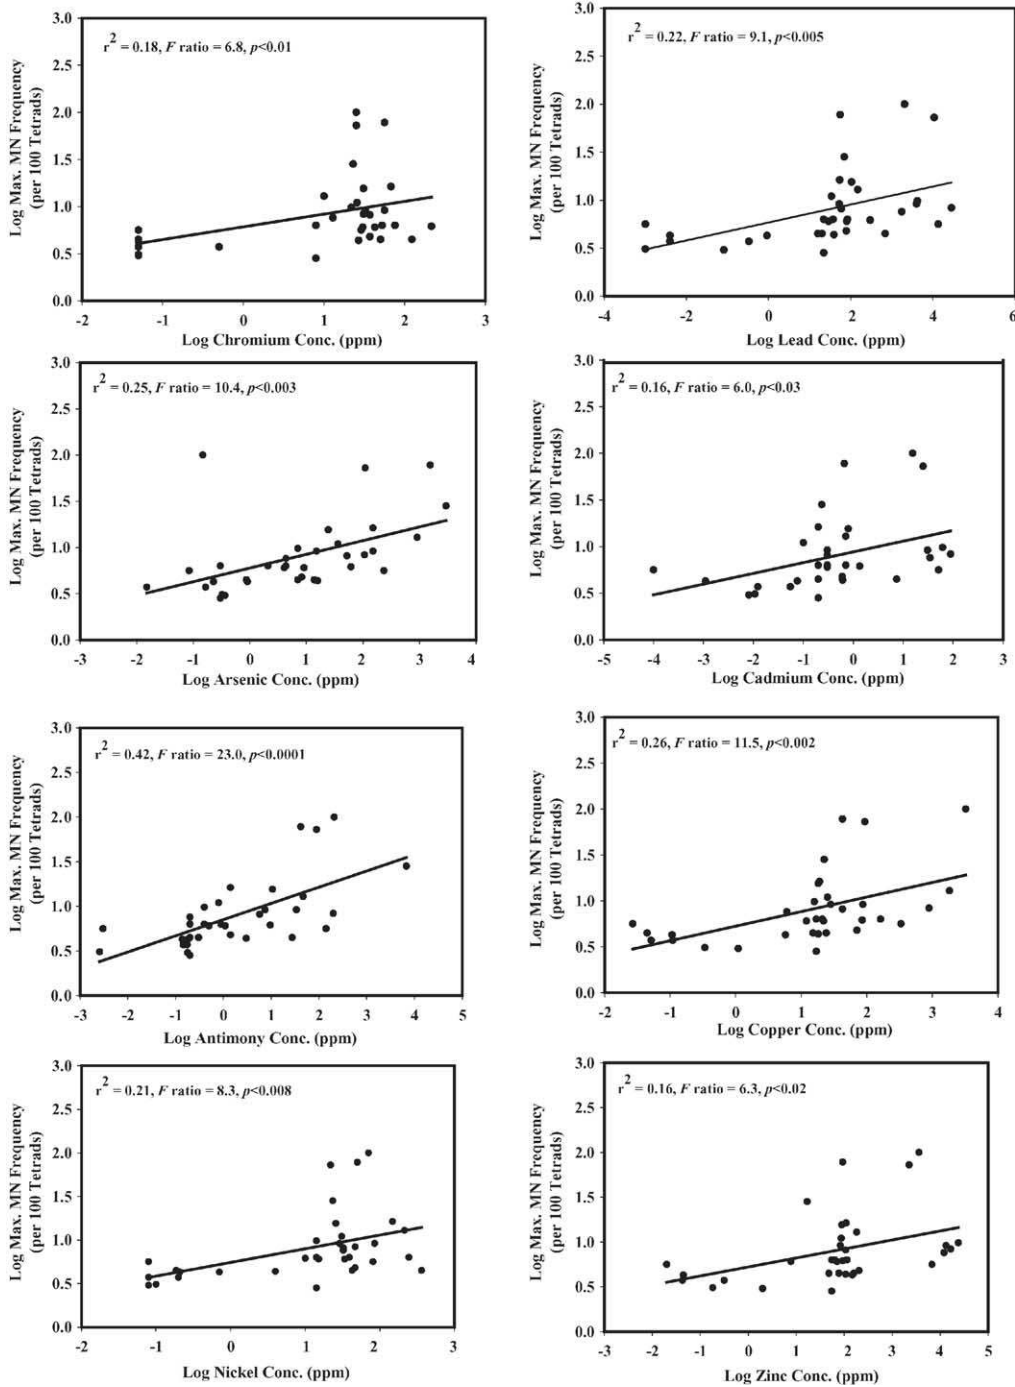 r2 = 0.18, F ratio = 6.8, p<0.01
Log Max. MN Frequency
(per 100 Tetrads)
3.0
2.5
2.0
1.5
1.0
0.5
0.0
-2 -1 0 1 2 3
Log Chromium Conc. (ppm)
r2 = 0.22, F ratio = 9.1, p<0.005
Log Max. MN Frequency
(per 100 Tetrads)
3.0
2.5
2.0
1.5
1.0
0.5
0.0
-4 -2 0 2 4 6
Log Lead Conc. (ppm)
r2 = 0.25, F ratio = 10.4, p<0.003
Log Max. MN Frequency
(per 100 Tetrads)
3.0
2.5
2.0
1.5
1.0
0.5
0.0
-3 -2 -1 0 1 2 3 4
Log Arsenic Conc. (ppm)
r2 = 0.16, F ratio = 6.0, p<0.03
Log Max. MN Frequency
(per 100 Tetrads)
3.0
2.5
2.0
1.5
1.0
0.5
0.0
-5 -4 -3 -2 -1 0 1 2 3
Log Cadmium Conc. (ppm)
r2 = 0.42, F ratio = 23.0, p<0.0001
Log Max. MN Frequency
(per 100 Tetrads)
3.0
2.5
2.0
1.5
1.0
0.5
0.0
-3 -2 -1 0 1 2 3 4 5
Log Antimony Conc. (ppm)
r2 = 0.26, F ratio = 11.5, p<0.002
Log Max. MN Frequency
(per 100 Tetrads)
3.0
2.5
2.0
1.5
1.0
0.5
0.0
-2 -1 0 1 2 3 4
Log Copper Conc. (ppm)
r2 = 0.21, F ratio = 8.3, p<0.008
Log Max. MN Frequency
(per 100 Tetrads)
3.0
2.5
2.0
1.5
1.0
0.5
0.0
-2 -1 0 1 2 3
Log Nickel Conc. (ppm)
r2 = 0.16, F ratio = 6.3, p<0.02
Log Max. MN Frequency
(per 100 Tetrads)
3.0
2.5
2.0
1.5
1.0
0.5
0.0
-3 -2 -1 0 1 2 3 4 5
Log Zinc Conc. (ppm)